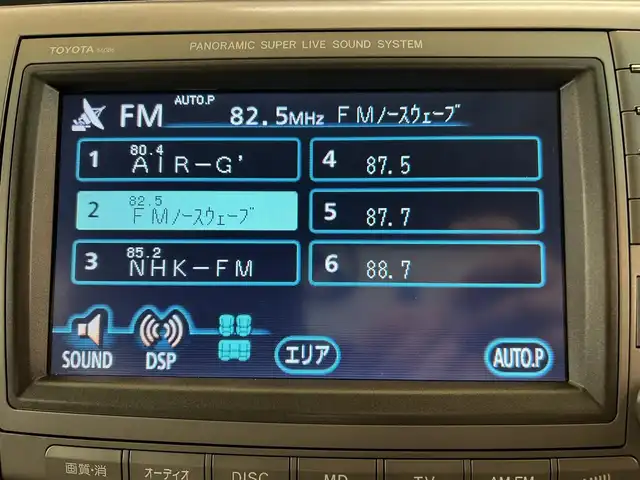 TOYOTA
PANORAMIC SUPER LIVE SOUND SYSTEM
FM AUTO.P 82.5MHz FMノースウェーブ
1 80.4 AIR-G'
2 82.5 FMノースウェーブ
3 85.2 NHK-FM
4 87.5
5 87.7
6 88.7
SOUND DSP エリア AUTO.P
画質・消 オーディオ DISC MD TV AM･FM